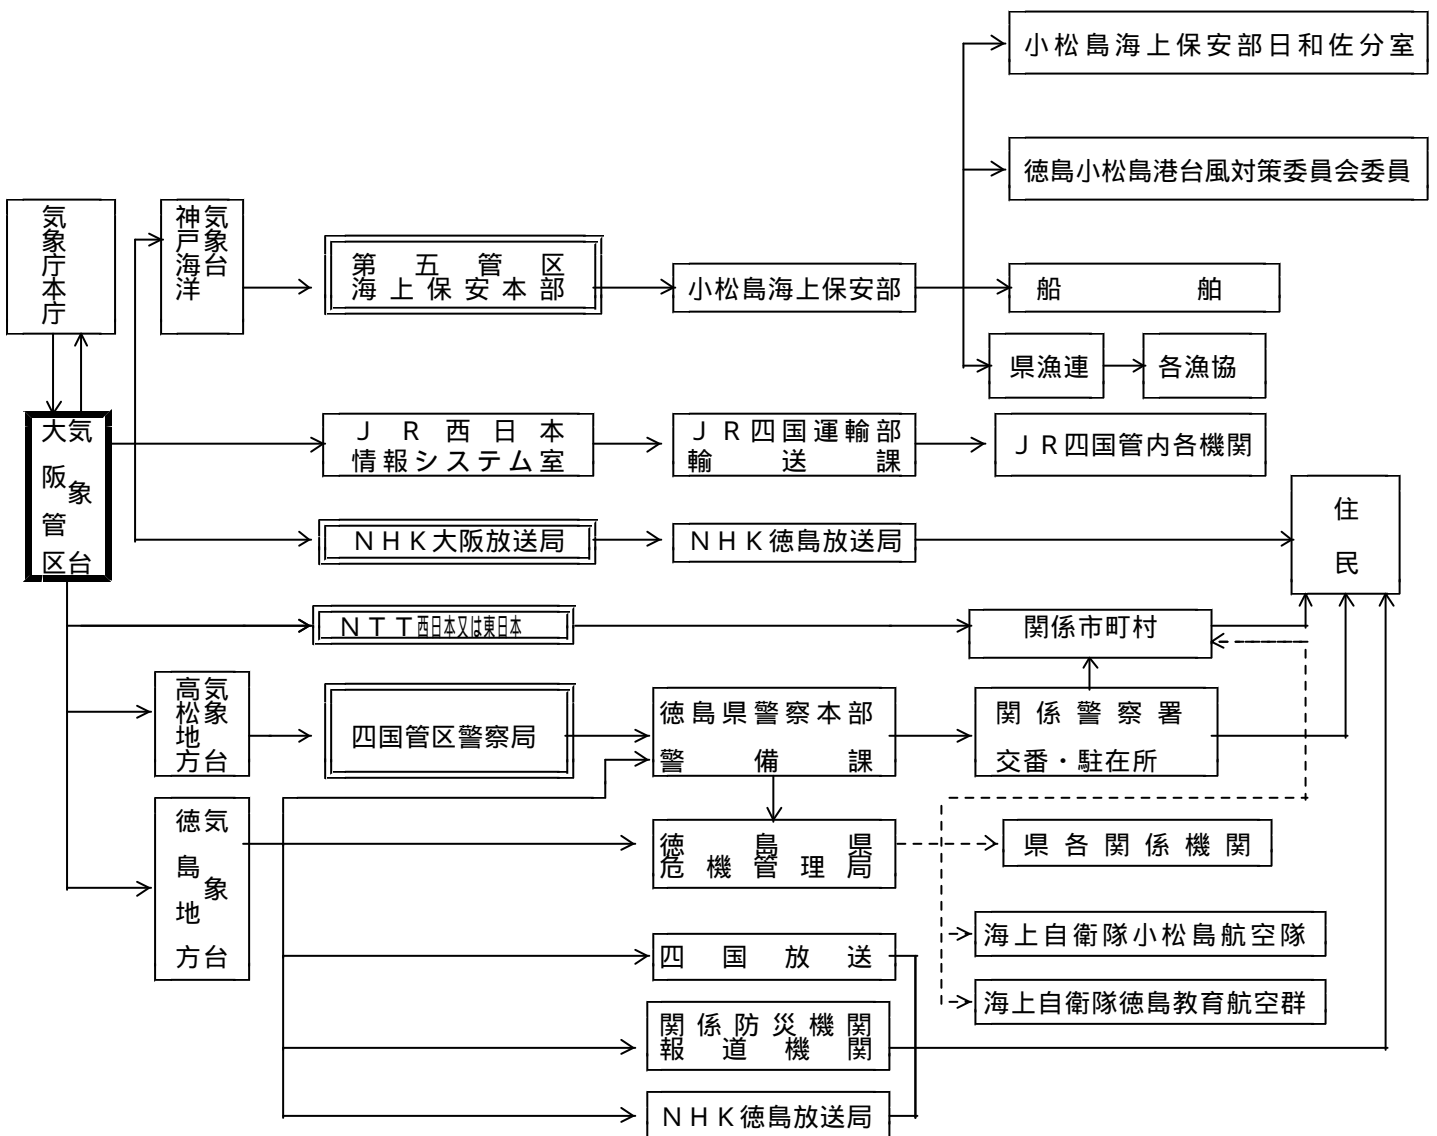 小松島海上保安部日和佐分室
徳島小松島港台風対策委員会委員
気象庁本庁
神戸海洋
気象台
第五管区
海上保安本部
小松島海上保安部
船舶
県漁連
各漁協
大阪管区
気象台
ＪＲ西日本
情報システム室
ＪＲ四国運輸部
輸送課
ＪＲ四国管内各機関
住民
ＮＨＫ大阪放送局
ＮＨＫ徳島放送局
ＮＴＴ西日本又は東日本
関係市町村
高松地方
気象台
四国管区警察局
徳島県警察本部
警備課
関係警察署
交番・駐在所
徳島地方
気象台
徳島県
危機管理局
県各関係機関
四国放送
海上自衛隊小松島航空隊
海上自衛隊徳島教育航空群
関係防災機関
報道機関
ＮＨＫ徳島放送局